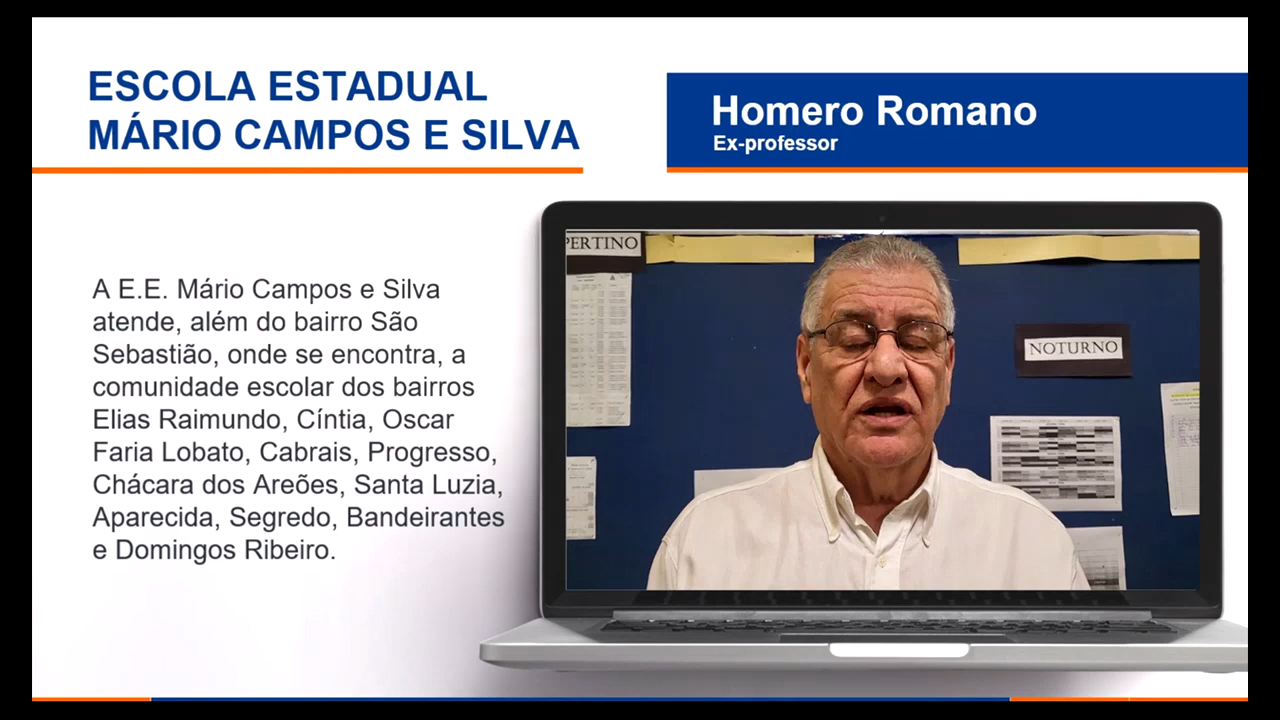 ESCOLA ESTADUAL
MÁRIO CAMPOS E SILVA
Homero Romano
Ex-professor
A E.E. Mário Campos e Silva
atende, além do bairro São
Sebastião, onde se encontra, a
comunidade escolar dos bairros
Elias Raimundo, Cíntia, Oscar
Faria Lobato, Cabrais, Progresso,
Chácara dos Areões, Santa Luzia,
Aparecida, Segredo, Bandeirantes
e Domingos Ribeiro.
PERTINO
NOTURNO